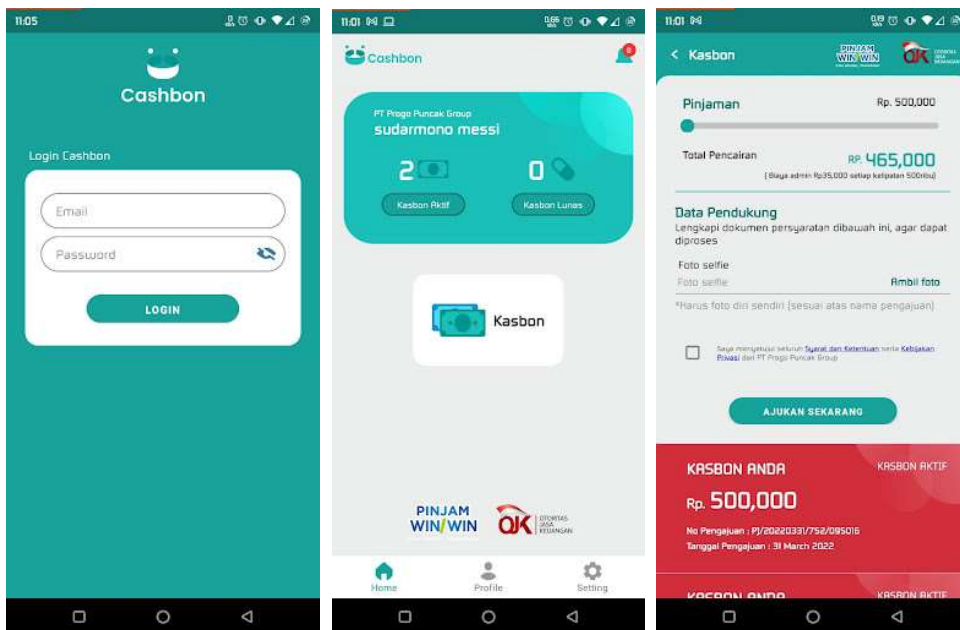 11:05
Cashbon
Login Cashbon
Email
Password
LOGIN
11:01
Cashbon
0
PT Progo Puncak Group
sudarmono messi
2
0
Kasbon Aktif
Kasbon Lunas
Kasbon
PINJAM
WIN/WIN
OJK
OTORITAS
JASA
KEUANGAN
Home
Profile
Setting
11:01
Kasbon
PINJAM
WIN/WIN
OJK
OTORITAS
JASA
KEUANGAN
Pinjaman
Rp. 500,000
Total Pencairan
RP. 465,000
( Biaya admin Rp35,000 setiap kelipatan 500ribu)
Data Pendukung
Lengkapi dokumen persyaratan dibawah ini, agar dapat
diproses
Foto selfie
Foto selfie
Ambil foto
*Harus foto diri sendiri (sesuai atas nama pengajuan)
Saya menyetujui seluruh Syarat dan Ketentuan serta Kebijakan
Privasi dari PT Progo Puncak Group
AJUKAN SEKARANG
KASBON ANDA
KASBON AKTIF
Rp. 500,000
No Pengajuan : PJ/20220331/752/095016
Tanggal Pengajuan : 31 March 2022
KASBON ANDA
KASBON AKTIF